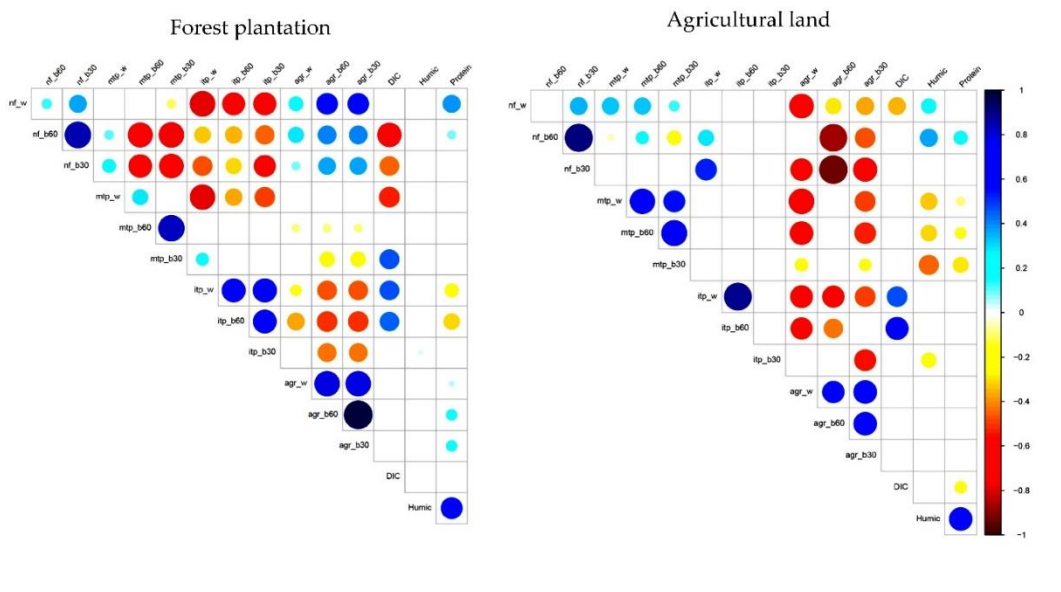 Forest plantation
Agricultural land
nf_b60 nf_b30 mtp_w mtp_b60 mtp_b30 itp_w itp_b60 itp_b30 agr_w agr_b60 agr_b30 DIC Humic Protein
nf_w
nf_b60
nf_b30
mtp_w
mtp_b60
mtp_b30
itp_w
itp_b60
itp_b30
agr_w
agr_b60
agr_b30
DIC
Humic
nf_b60 nf_b30 mtp_w mtp_b60 mtp_b30 itp_w itp_b60 itp_b30 agr_w agr_b60 agr_b30 DIC Humic Protein
nf_w
nf_b60
nf_b30
mtp_w
mtp_b60
mtp_b30
itp_w
itp_b60
itp_b30
agr_w
agr_b60
agr_b30
DIC
Humic
1
0.8
0.6
0.4
0.2
0
−0.2
−0.4
−0.6
−0.8
−1